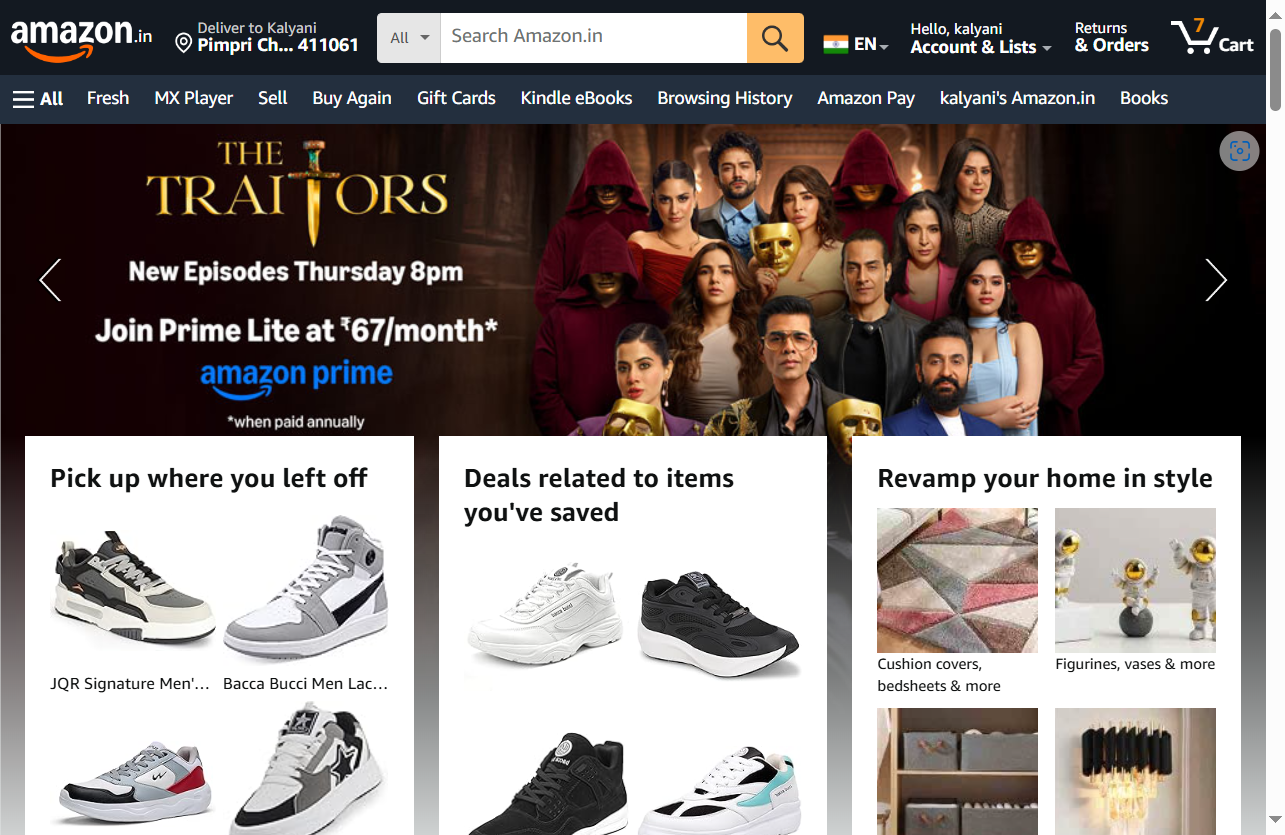 amazon.in
Deliver to Kalyani
Pimpri Ch... 411061
All
Search Amazon.in
EN
Hello, kalyani
Account & Lists
Returns
& Orders
7
Cart
All
Fresh
MX Player
Sell
Buy Again
Gift Cards
Kindle eBooks
Browsing History
Amazon Pay
kalyani's Amazon.in
Books
THE
TRAITORS
New Episodes Thursday 8pm
Join Prime Lite at ₹67/month*
amazon prime
*when paid annually
Pick up where you left off
JQR Signature Men'...
Bacca Bucci Men Lac...
Deals related to items
you've saved
Revamp your home in style
Cushion covers,
bedsheets & more
Figurines, vases & more